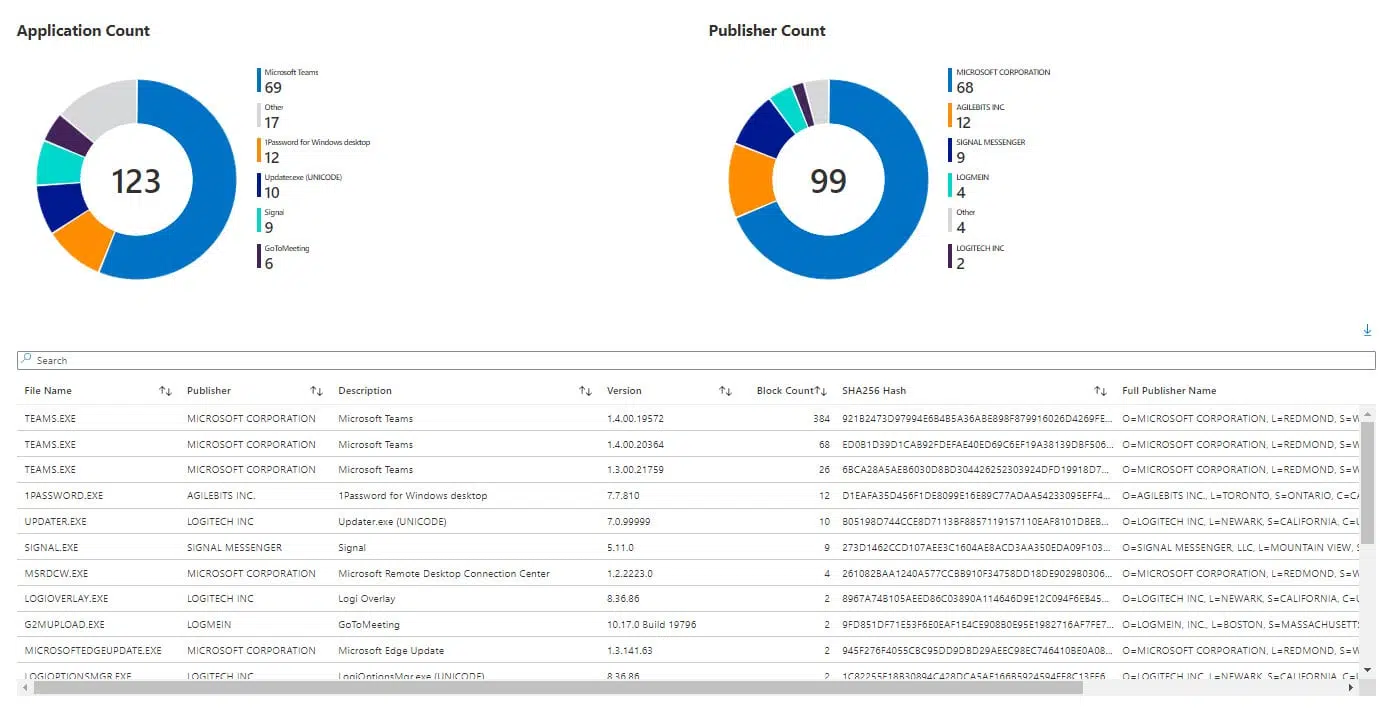 Application Count Publisher Count
Microsoft Teams
69
Other
17
1Password for Windows desktop
12
Updater.exe (UNICODE)
10
Signal
9
GoToMeeting
6
123
MICROSOFT CORPORATION
68
AGILEBITS INC
12
SIGNAL MESSENGER
9
LOGMEIN
4
Other
4
LOGITECH INC
2
99
Search
File Name Publisher Description Version Block Count SHA256 Hash Full Publisher Name
TEAMS.EXE MICROSOFT CORPORATION Microsoft Teams 1.4.00.19572 384 921B2473D97994E6B4B5A36ABE898F879916026D4269FE... O=MICROSOFT CORPORATION, L=REDMOND, S=W
TEAMS.EXE MICROSOFT CORPORATION Microsoft Teams 1.4.00.20364 68 ED0B1D39D1CAB92FDEFAE40ED69C6EF19A38139DBF506... O=MICROSOFT CORPORATION, L=REDMOND, S=W
TEAMS.EXE MICROSOFT CORPORATION Microsoft Teams 1.3.00.21759 26 6BCA28A5AEB6030D8BD304426252303924DFD19918D7... O=MICROSOFT CORPORATION, L=REDMOND, S=W
1PASSWORD.EXE AGILEBITS INC. 1Password for Windows desktop 7.7.810 12 D1EAFA35D456F1DE8099E16E89C77ADAA54233095EFF4... O=AGILEBITS INC., L=TORONTO, S=ONTARIO, C=CA
UPDATER.EXE LOGITECH INC Updater.exe (UNICODE) 7.0.99999 10 B05198D744CCE8D7113BF8857119157110EAF8101DBEB... O=LOGITECH INC, L=NEWARK, S=CALIFORNIA, C=U
SIGNAL.EXE SIGNAL MESSENGER Signal 5.11.0 9 273D1462CCD107AEE3C1604AE8ACD3AA350EDA09F103... O=SIGNAL MESSENGER, LLC, L=MOUNTAIN VIEW, S
MSRDCW.EXE MICROSOFT CORPORATION Microsoft Remote Desktop Connection Center 1.2.2223.0 4 261082BAA1240A577CCBB910F34758DD18DE9029B0306... O=MICROSOFT CORPORATION, L=REDMOND, S=W
LOGIOVERLAY.EXE LOGITECH INC Logi Overlay 8.36.86 2 8967A74B105AEED86C03890A114646D9E12C094F6EB45... O=LOGITECH INC, L=NEWARK, S=CALIFORNIA, C=U
G2MUPLOAD.EXE LOGMEIN GoToMeeting 10.17.0 Build 19796 2 9FD851DF71E53F6E0EAF1E4CE908B0E95E1982716AF7FE7... O=LOGMEIN, INC., L=BOSTON, S=MASSACHUSETT
MICROSOFTEDGEUPDATE.EXE MICROSOFT CORPORATION Microsoft Edge Update 1.3.141.63 2 945F276F4055CBC95DD9DBD29AEEC98EC746410BE0A08... O=MICROSOFT CORPORATION, L=REDMOND, S=W
LOGIOPTIONSMGR.EXE LOGITECH INC LogiOptionsMgr.exe (UNICODE) 8.36.86 2 1C82255F18B30894C428DCA5AF166B5924594FF8C13FF6... O=LOGITECH INC, L=NEWARK, S=CALIFORNIA, C=U